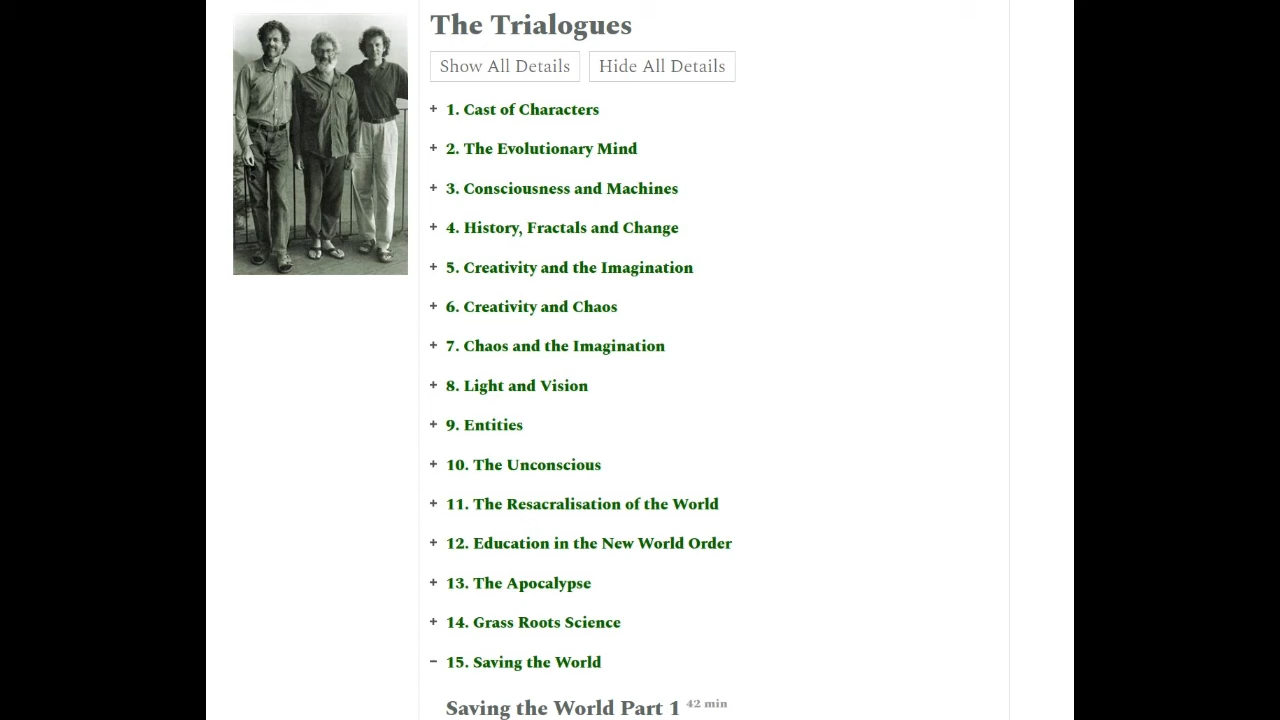 The Trialogues
Show All Details Hide All Details
+ 1. Cast of Characters
+ 2. The Evolutionary Mind
+ 3. Consciousness and Machines
+ 4. History, Fractals and Change
+ 5. Creativity and the Imagination
+ 6. Creativity and Chaos
+ 7. Chaos and the Imagination
+ 8. Light and Vision
+ 9. Entities
+ 10. The Unconscious
+ 11. The Resacralisation of the World
+ 12. Education in the New World Order
+ 13. The Apocalypse
+ 14. Grass Roots Science
− 15. Saving the World
Saving the World Part 1 42 min